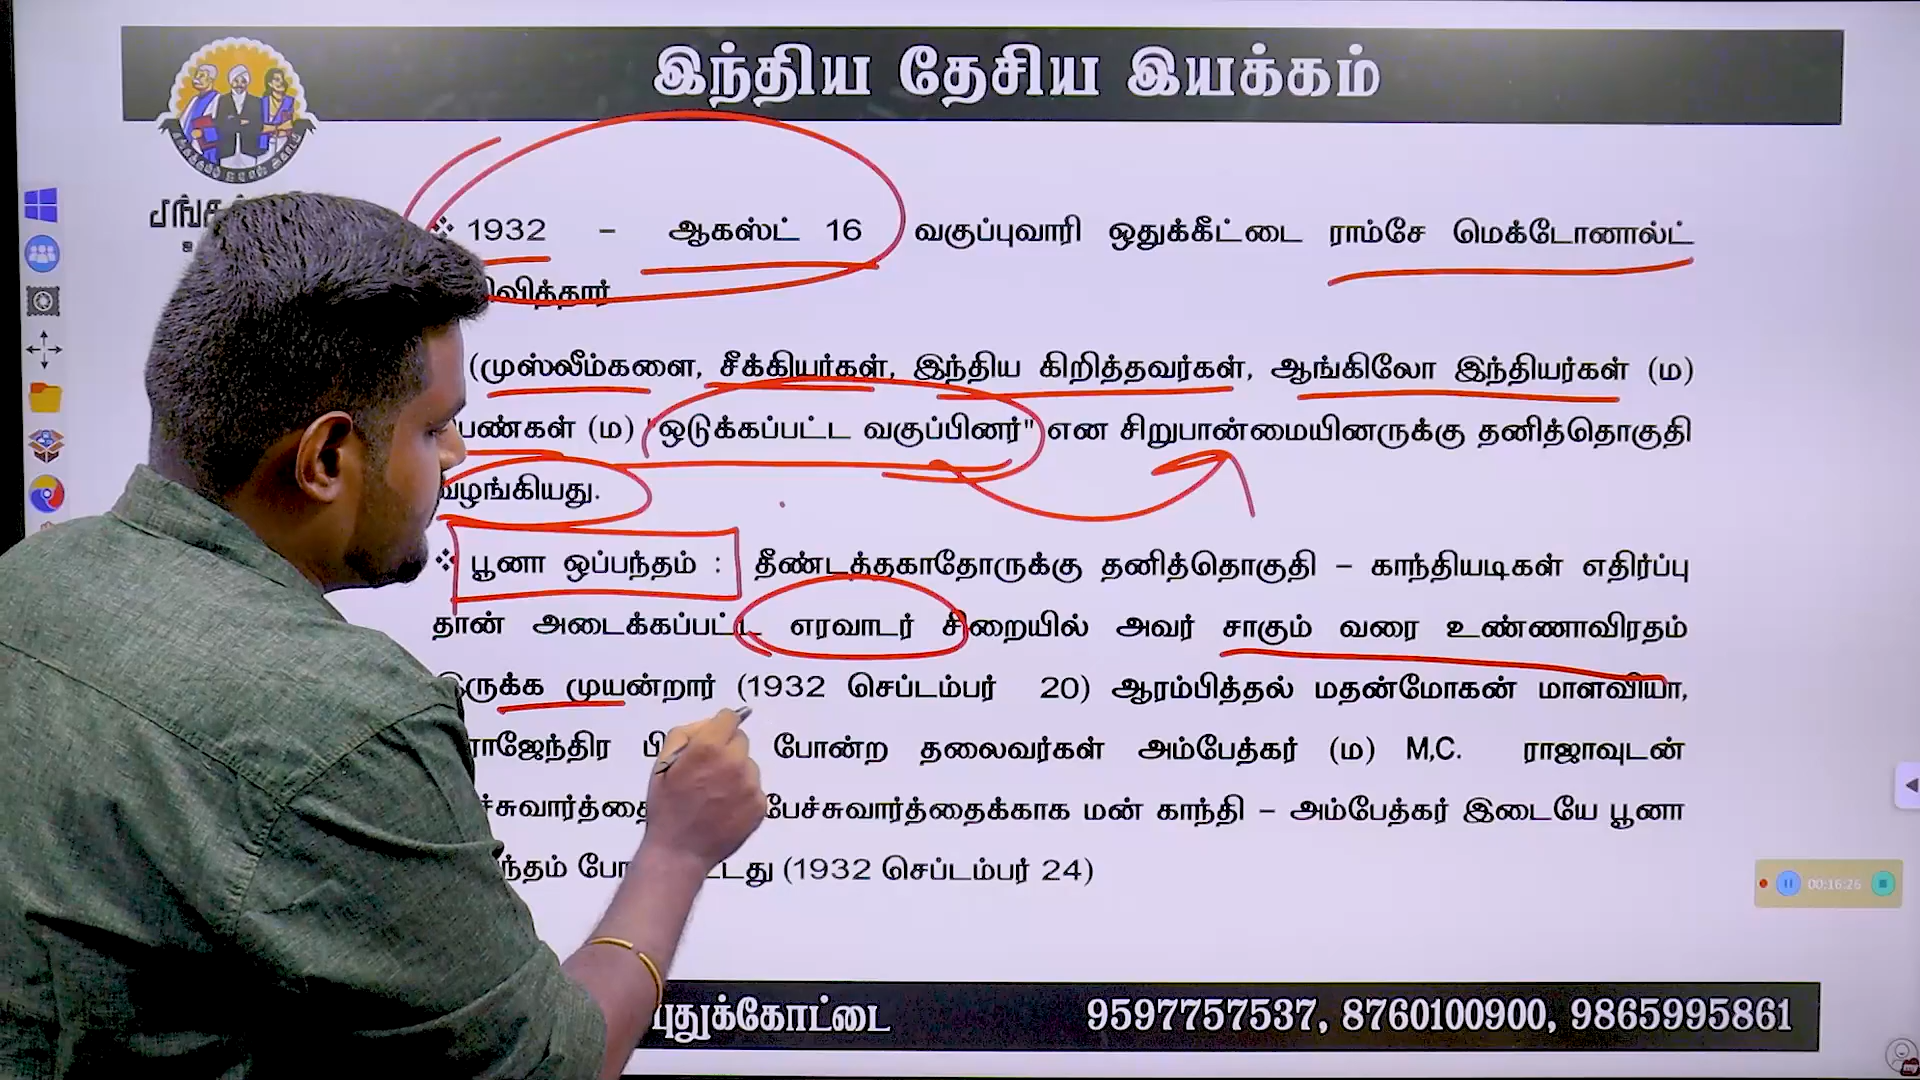 இந்திய தேசிய இயக்கம்
❖ 1932 – ஆகஸ்ட் 16 வகுப்புவாரி ஒதுக்கீட்டை ராம்சே மெக்டோனால்ட்
(முஸ்லீம்களை, சீக்கியர்கள், இந்திய கிறித்தவர்கள், ஆங்கிலோ இந்தியர்கள் (ம)
(ம) "ஒடுக்கப்பட்ட வகுப்பினர்" என சிறுபான்மையினருக்கு தனித்தொகுதி
வழங்கியது.
❖ பூனா ஒப்பந்தம் : தீண்டத்தகாதோருக்கு தனித்தொகுதி – காந்தியடிகள் எதிர்ப்பு
தான் அடைக்கப்பட்ட எரவாடர் சிறையில் அவர் சாகும் வரை உண்ணாவிரதம்
முயன்றார் (1932 செப்டம்பர் 20) ஆரம்பித்தல் மதன்மோகன் மாளவியா,
போன்ற தலைவர்கள் அம்பேத்கர் (ம) M,C. ராஜாவுடன்
பேச்சுவார்த்தைக்காக மன் காந்தி – அம்பேத்கர் இடையே பூனா
(1932 செப்டம்பர் 24)
00:16:26
புதுக்கோட்டை 9597757537, 8760100900, 9865995861